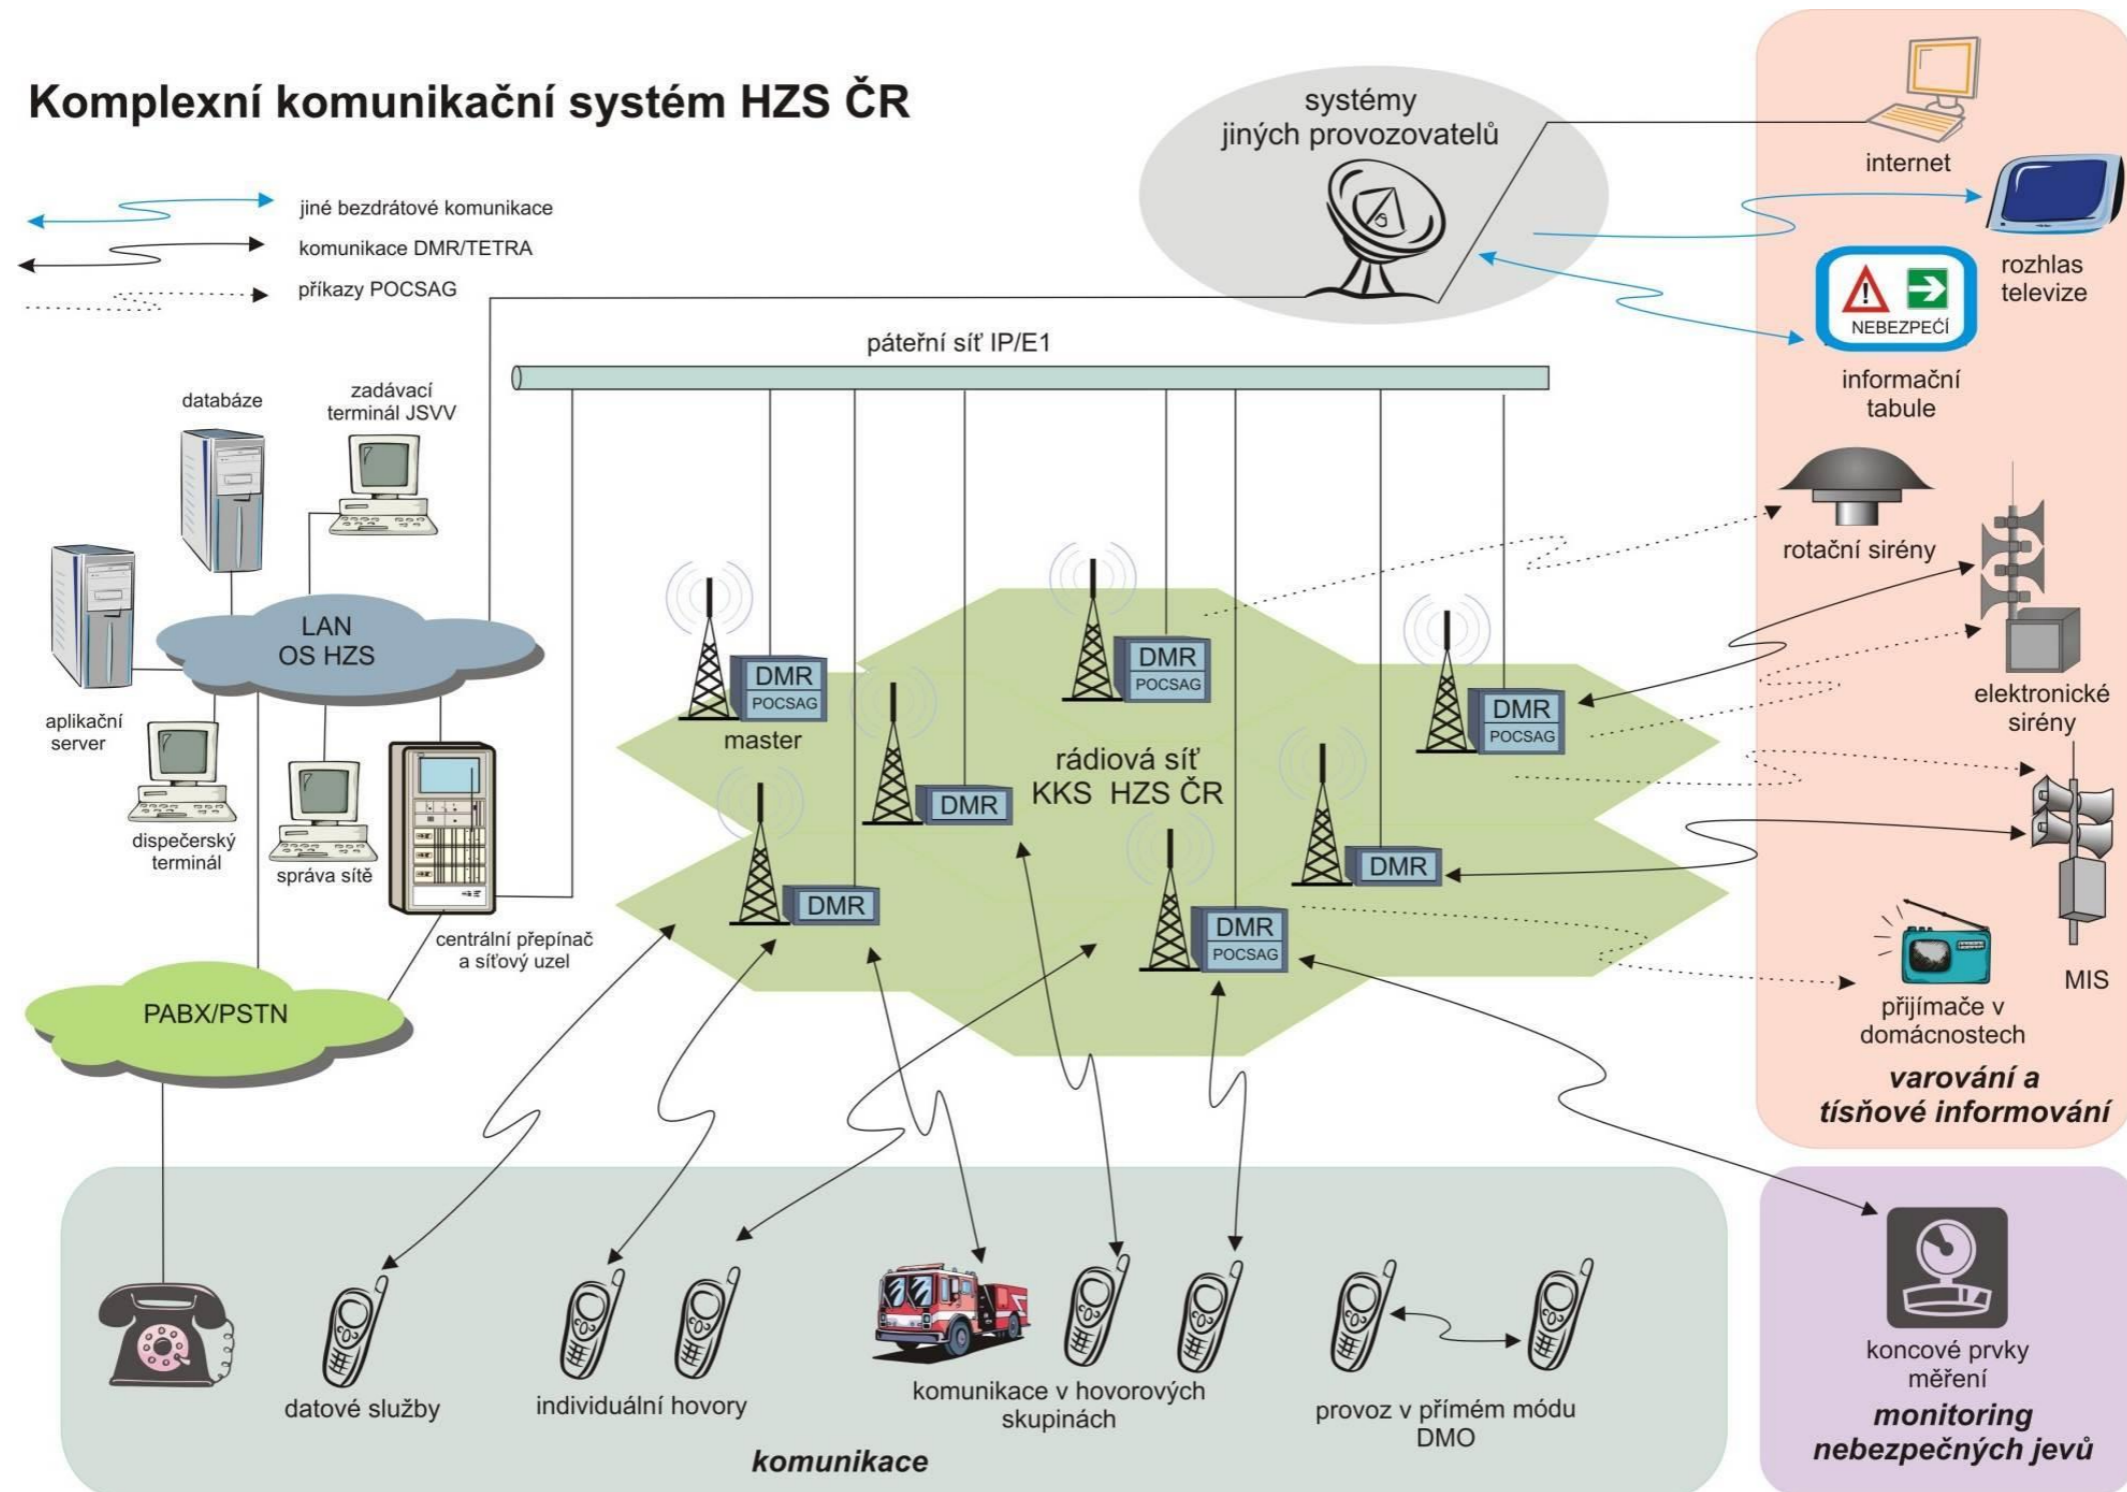 Komplexní komunikační systém HZS ČR
jiné bezdrátové komunikace
komunikace DMR/TETRA
příkazy POCSAG
systémy
jiných provozovatelů
internet
rozhlas
televize
NEBEZPEĆÍ
informační
tabule
páteřní síť IP/E1
databáze
zadávací
terminál JSVV
LAN
OS HZS
aplikační
server
dispečerský
terminál
správa sítě
centrální přepínač
a síťový uzel
PABX/PSTN
DMR
POCSAG
master
DMR
POCSAG
DMR
POCSAG
DMR
rádiová síť
KKS HZS ČR
DMR
DMR
DMR
POCSAG
rotační sirény
elektronické
sirény
MIS
přijímače v
domácnostech
varování a
tísňové informování
datové služby
individuální hovory
komunikace v hovorových
skupinách
provoz v přímém módu
DMO
komunikace
koncové prvky
měření
monitoring
nebezpečných jevů